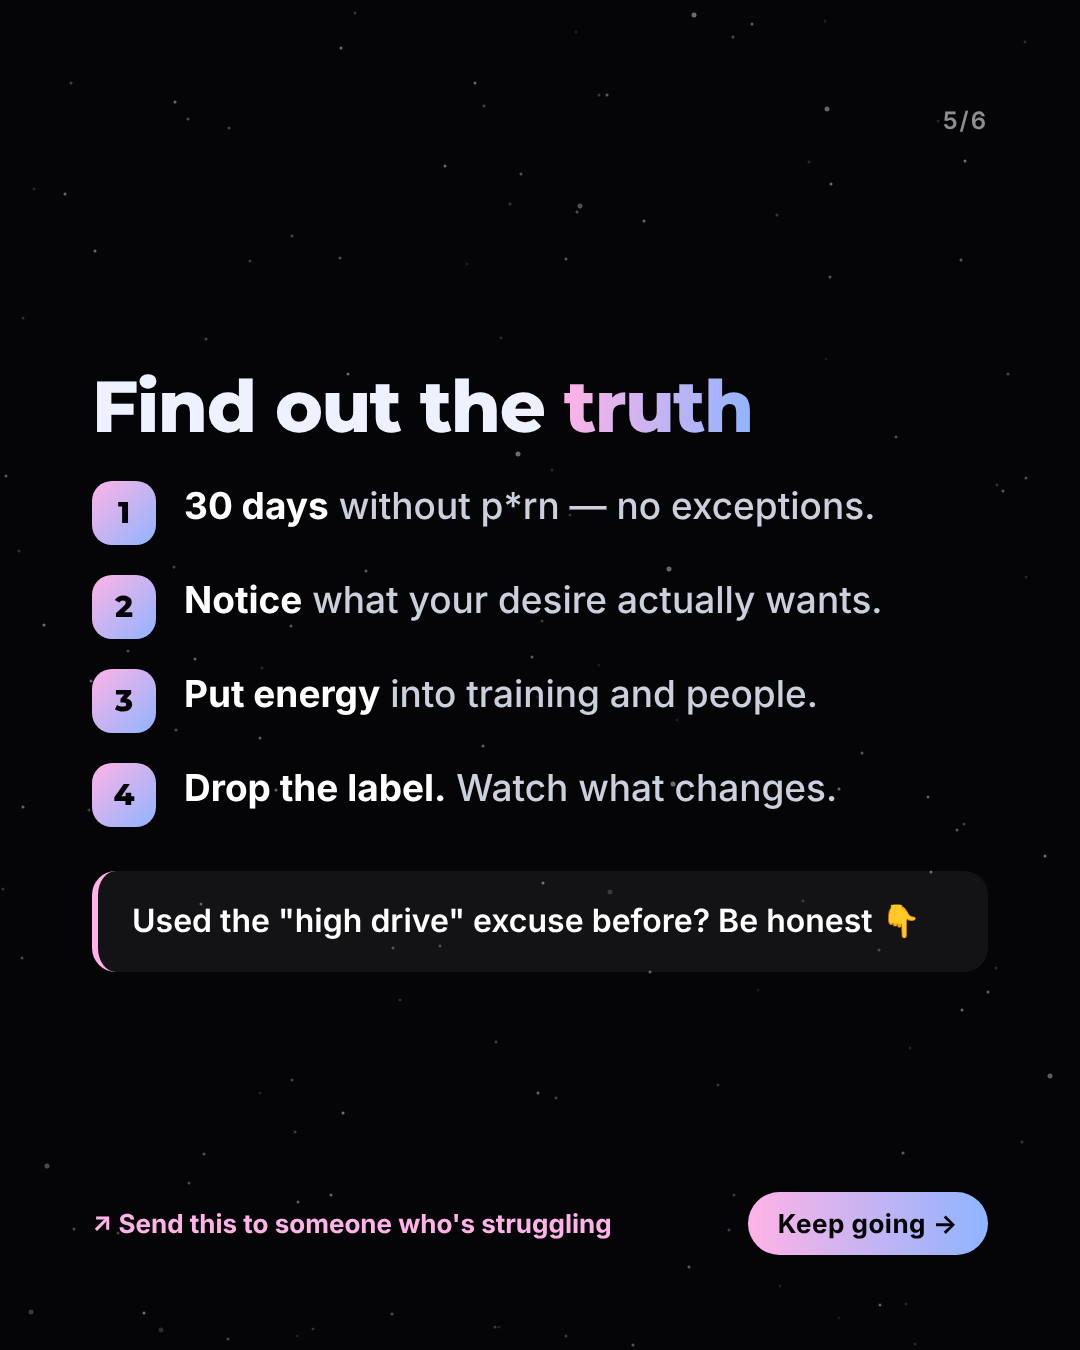 5/6
Find out the truth
1 30 days without p*rn — no exceptions.
2 Notice what your desire actually wants.
3 Put energy into training and people.
4 Drop the label. Watch what changes.
Used the "high drive" excuse before? Be honest 👇
↗ Send this to someone who's struggling
Keep going →